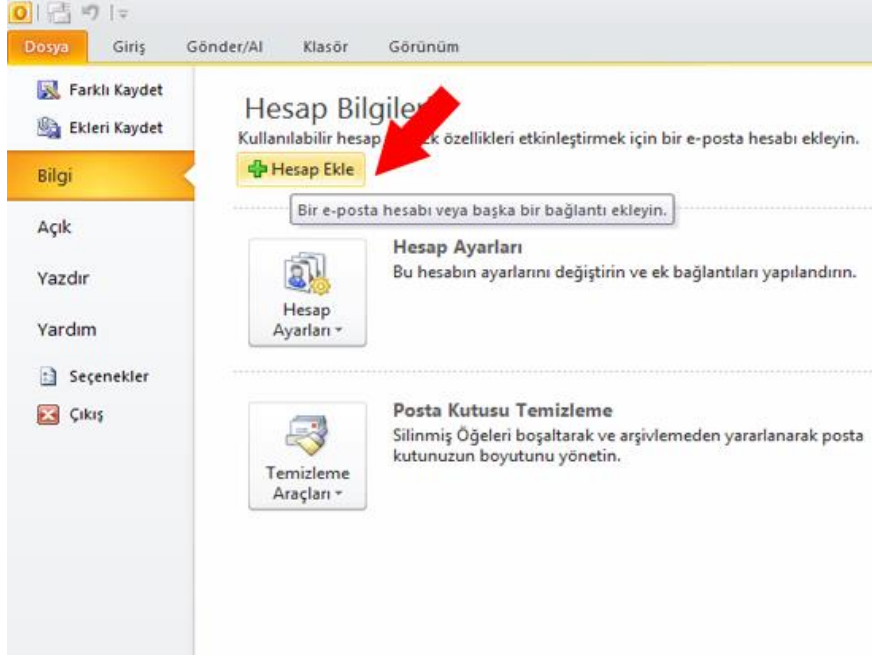 Dosya Giriş Gönder/Al Klasör Görünüm
Farklı Kaydet
Ekleri Kaydet
Bilgi
Açık
Yazdır
Yardım
Seçenekler
Çıkış
Hesap Bilgileri
Kullanılabilir hesap özellikleri etkinleştirmek için bir e-posta hesabı ekleyin.
Hesap Ekle
Bir e-posta hesabı veya başka bir bağlantı ekleyin.
Hesap Ayarları
Bu hesabın ayarlarını değiştirin ve ek bağlantıları yapılandırın.
Hesap
Ayarları
Posta Kutusu Temizleme
Silinmiş Öğeleri boşaltarak ve arşivlemeden yararlanarak posta
kutunuzun boyutunu yönetin.
Temizleme
Araçları